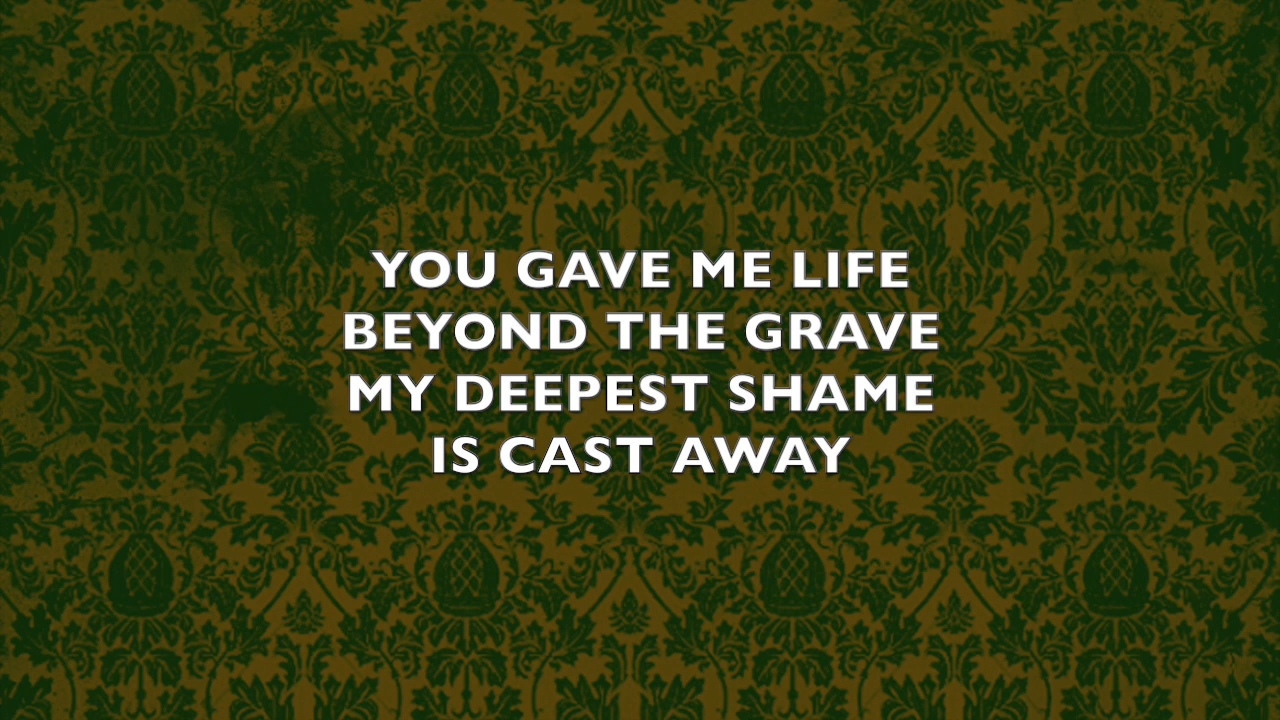 YOU GAVE ME LIFE
BEYOND THE GRAVE
MY DEEPEST SHAME
IS CAST AWAY